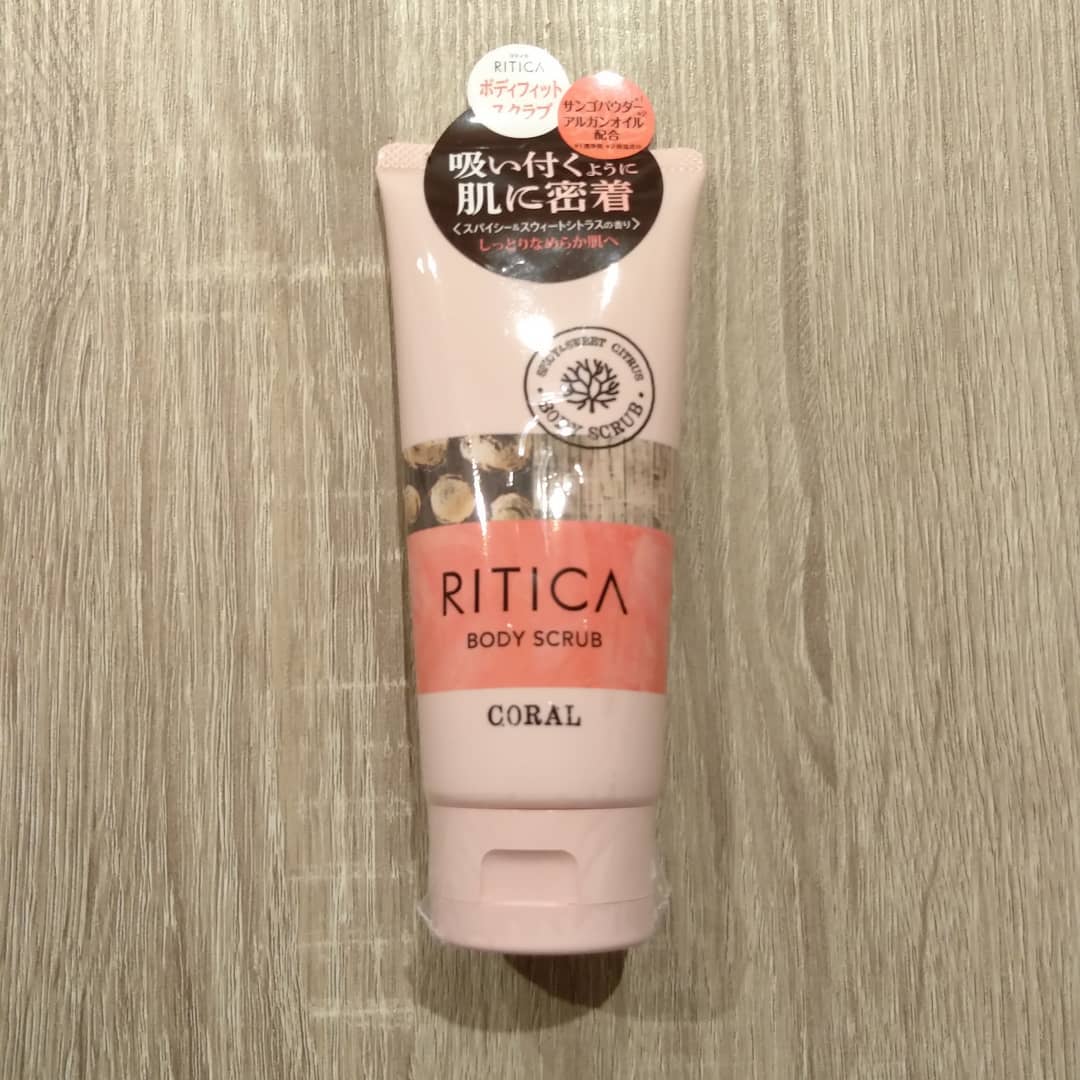 RITICA
ボディフィット
スクラブ
サンゴパウダー※1
アルガンオイル※2
配合
吸い付くように
肌に密着
〈スパイシー&スウィートシトラスの香り〉
しっとりなめらか肌へ
SPICY&SWEET CITRUS
BODY SCRUB
RITICA
BODY SCRUB
CORAL